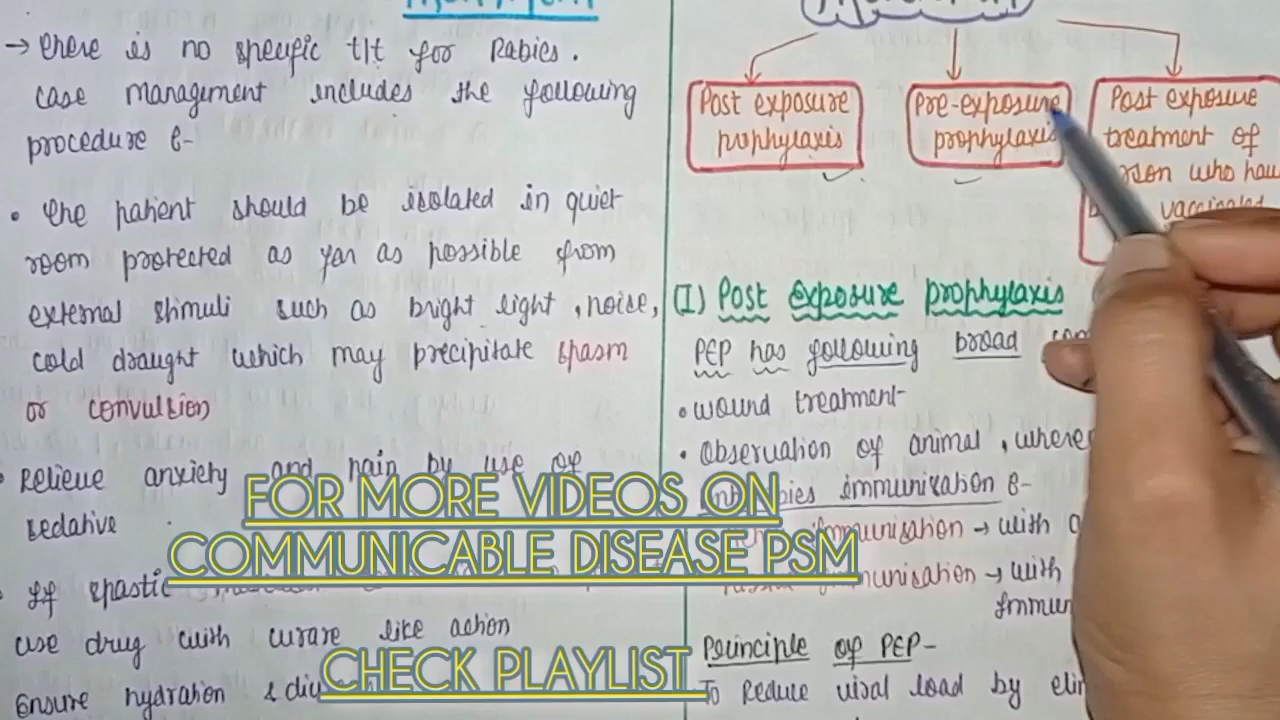 → there is no specific t/t for Rabies.
case management includes the following
procedure :-
• the patient should be isolated in quiet
room protected as far as possible from
external stimuli such as bright light , noise,
cold draught which may precipitate spasm
or convulsion
• Relieve anxiety and pain by use of
sedative
• If spastic
use drug with curare like action
Ensure hydration &
Post exposure
prophylaxis
Pre-exposure
prophylaxis
Post exposure
treatment of
who hav
vaccinated
(I) Post exposure prophylaxis
PEP has following broad
• wound treatment-
• Observation of animal , where
immunization :-
immunisation → with
immunisation → with
Immun
Principle of PEP-
To Reduce viral load by
FOR MORE VIDEOS ON
COMMUNICABLE DISEASE PSM
CHECK PLAYLIST